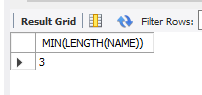 Result Grid Filter Rows:
MIN(LENGTH(NAME))
3